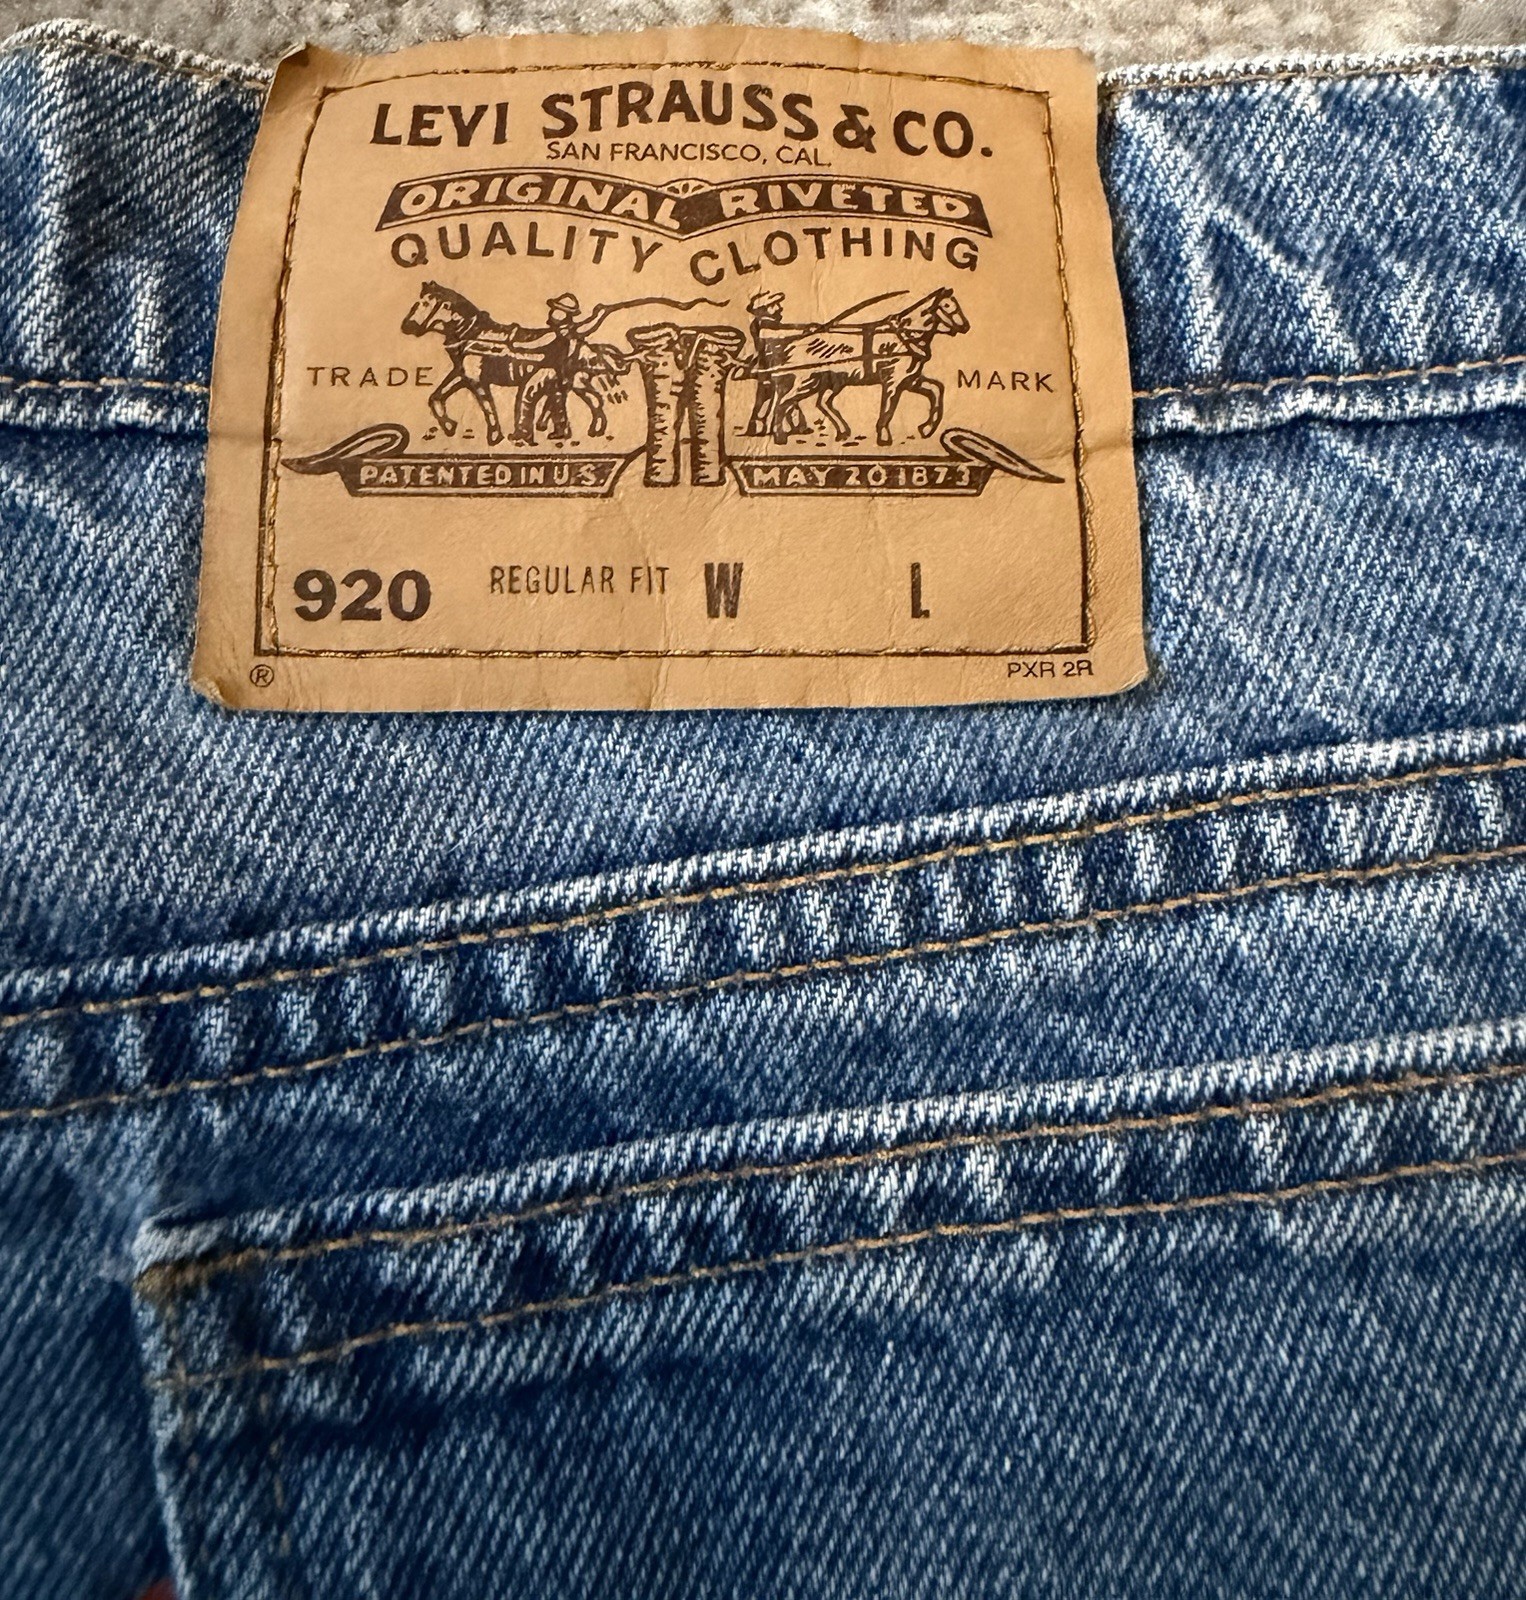 LEVI STRAUSS & CO.
SAN FRANCISCO, CAL.
ORIGINAL RIVETED
QUALITY CLOTHING
TRADE MARK
PATENTED IN U.S. MAY 20 1873
920 REGULAR FIT W L
® PXR 2R